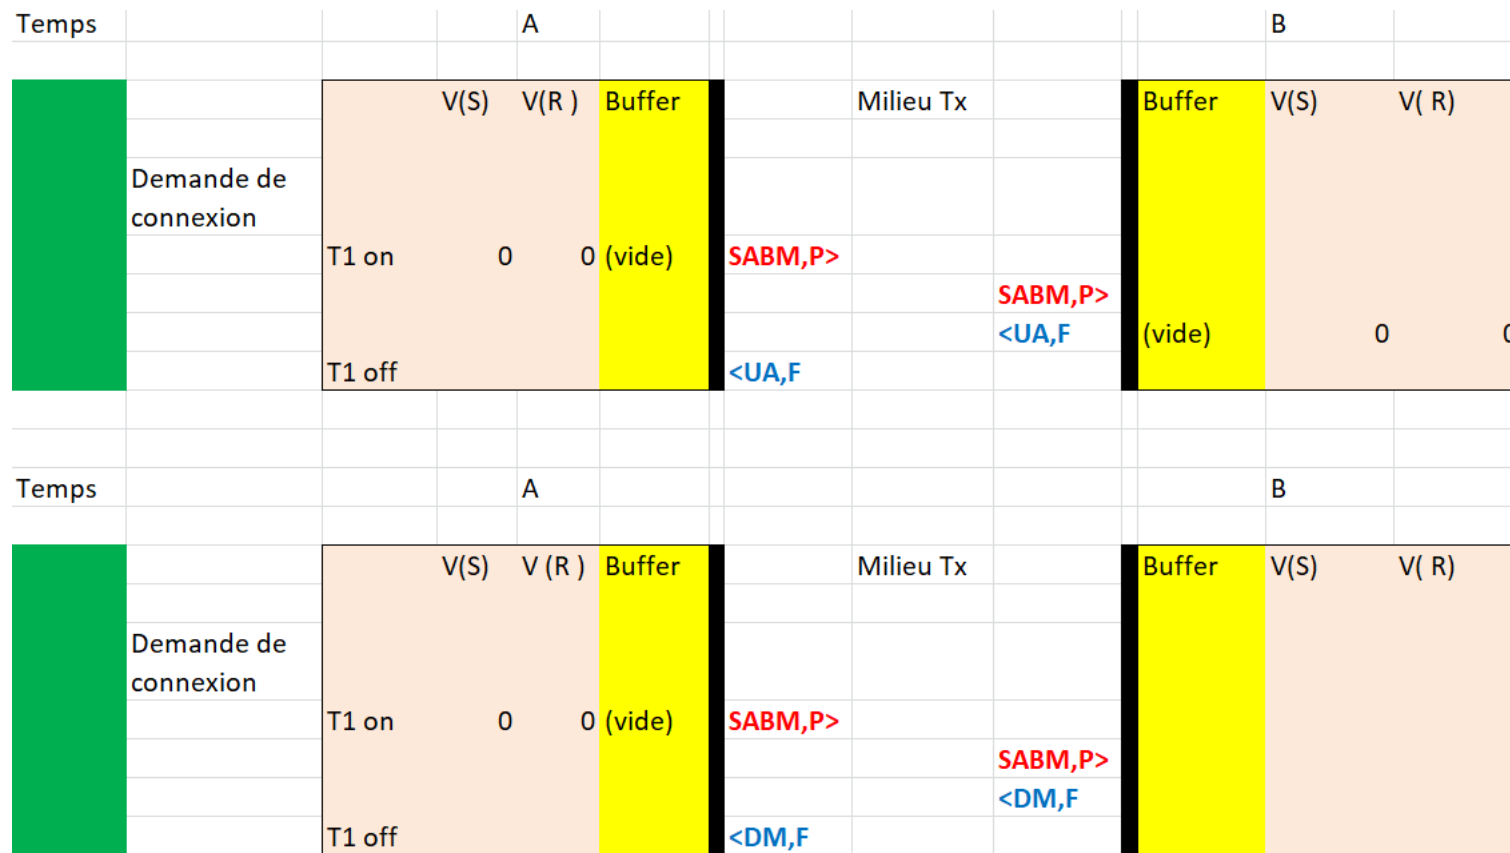 Temps A B
V(S) V(R ) Buffer Milieu Tx Buffer V(S) V( R)
Demande de
connexion
T1 on 0 0 (vide) SABM,P>
SABM,P>
<UA,F (vide) 0 0
T1 off <UA,F
Temps A B
V(S) V (R ) Buffer Milieu Tx Buffer V(S) V( R)
Demande de
connexion
T1 on 0 0 (vide) SABM,P>
SABM,P>
<DM,F
T1 off <DM,F